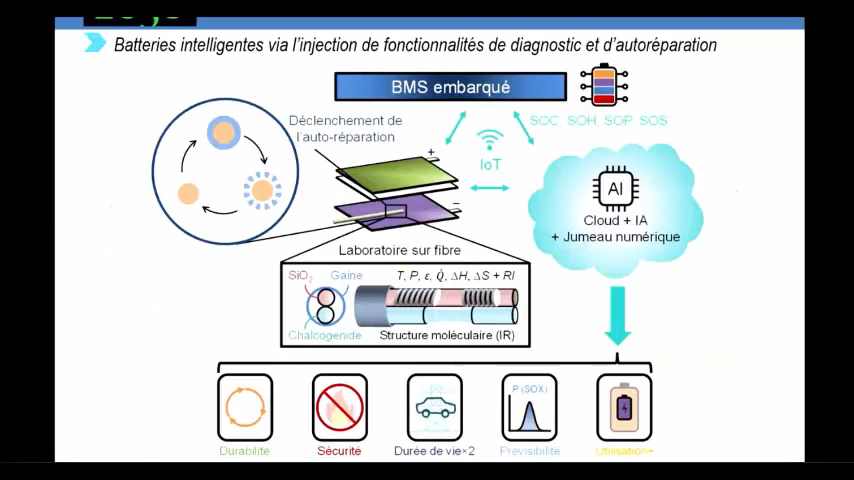 Batteries intelligentes via l'injection de fonctionnalités de diagnostic et d'autoréparation
BMS embarqué
Déclenchement de
l'auto-réparation
SOC SOH SOP SOS
IoT
+
−
AI
Cloud + IA
+ Jumeau numérique
Laboratoire sur fibre
SiO2 Gaine
T, P, ε, Q̇, ΔH, ΔS + RI
Chalcogenide
Structure moléculaire (IR)
P (SOX)
Durabilité
Sécurité
Durée de vie×2
Prévisibilité
Utilisation+